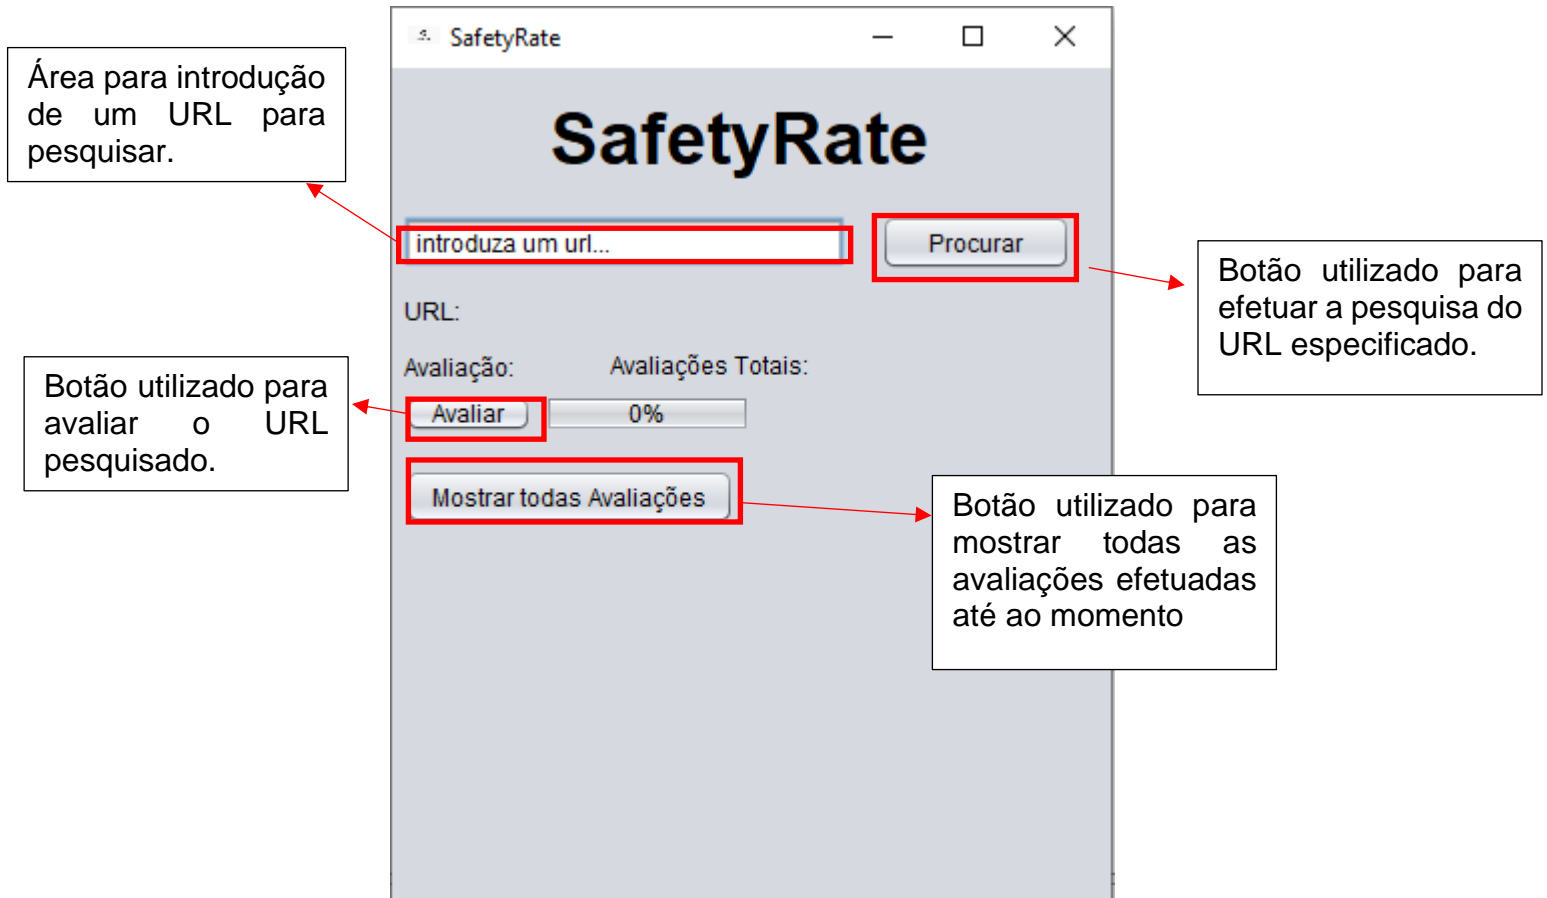 SafetyRate
Área para introdução
de um URL para
pesquisar.
SafetyRate
introduza um url...
Procurar
Botão utilizado para
efetuar a pesquisa do
URL especificado.
URL:
Avaliação:
Avaliações Totais:
Botão utilizado para
avaliar o URL
pesquisado.
Avaliar
0%
Mostrar todas Avaliações
Botão utilizado para
mostrar todas as
avaliações efetuadas
até ao momento